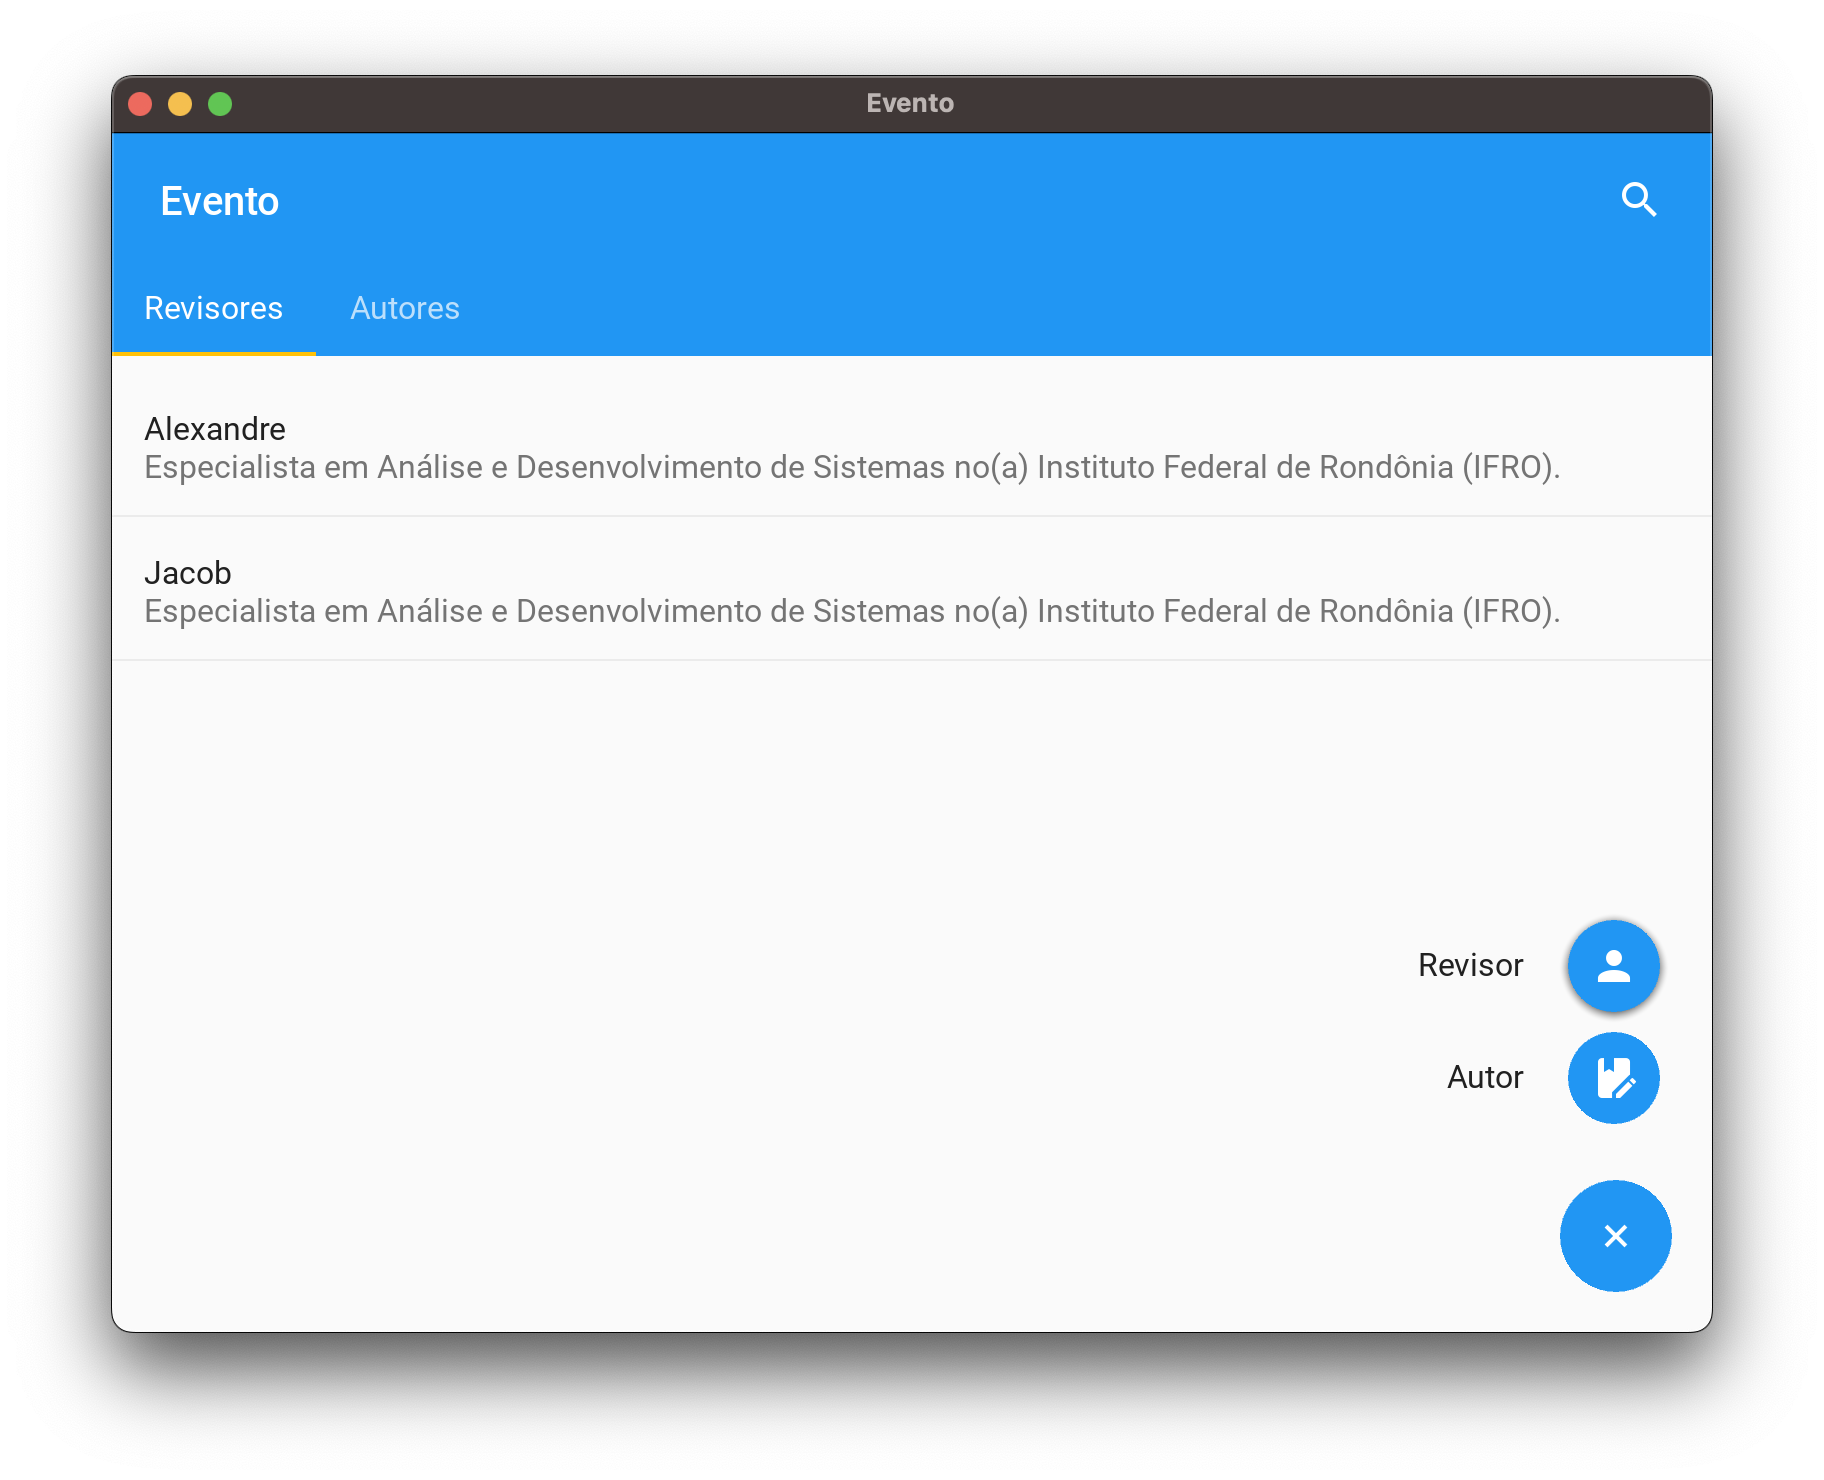 Evento
Evento
Revisores
Autores
Alexandre
Especialista em Análise e Desenvolvimento de Sistemas no(a) Instituto Federal de Rondônia (IFRO).
Jacob
Especialista em Análise e Desenvolvimento de Sistemas no(a) Instituto Federal de Rondônia (IFRO).
Revisor
Autor